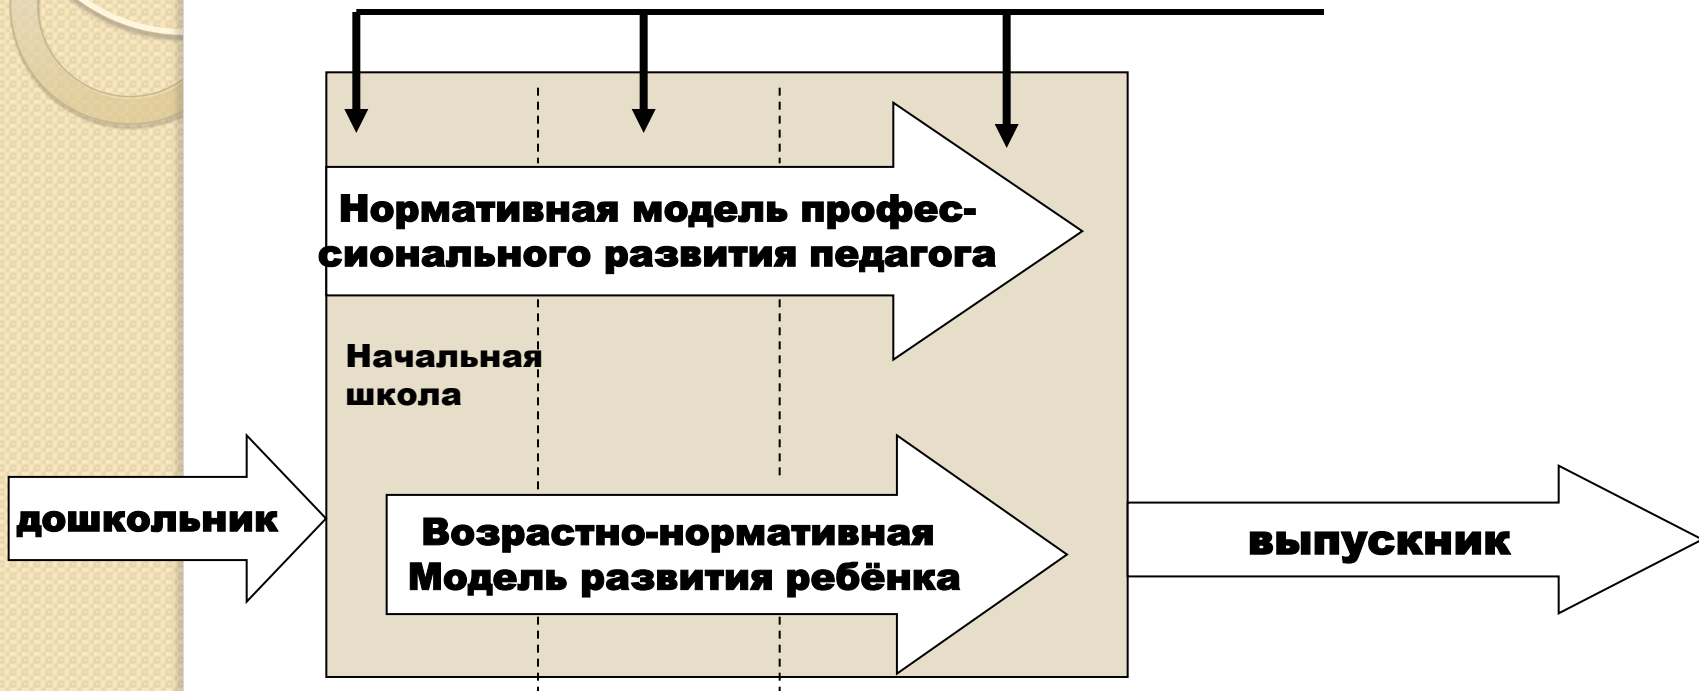 Нормативная модель профес-
сионального развития педагога
Начальная
школа
дошкольник
Возрастно-нормативная
Модель развития ребёнка
выпускник